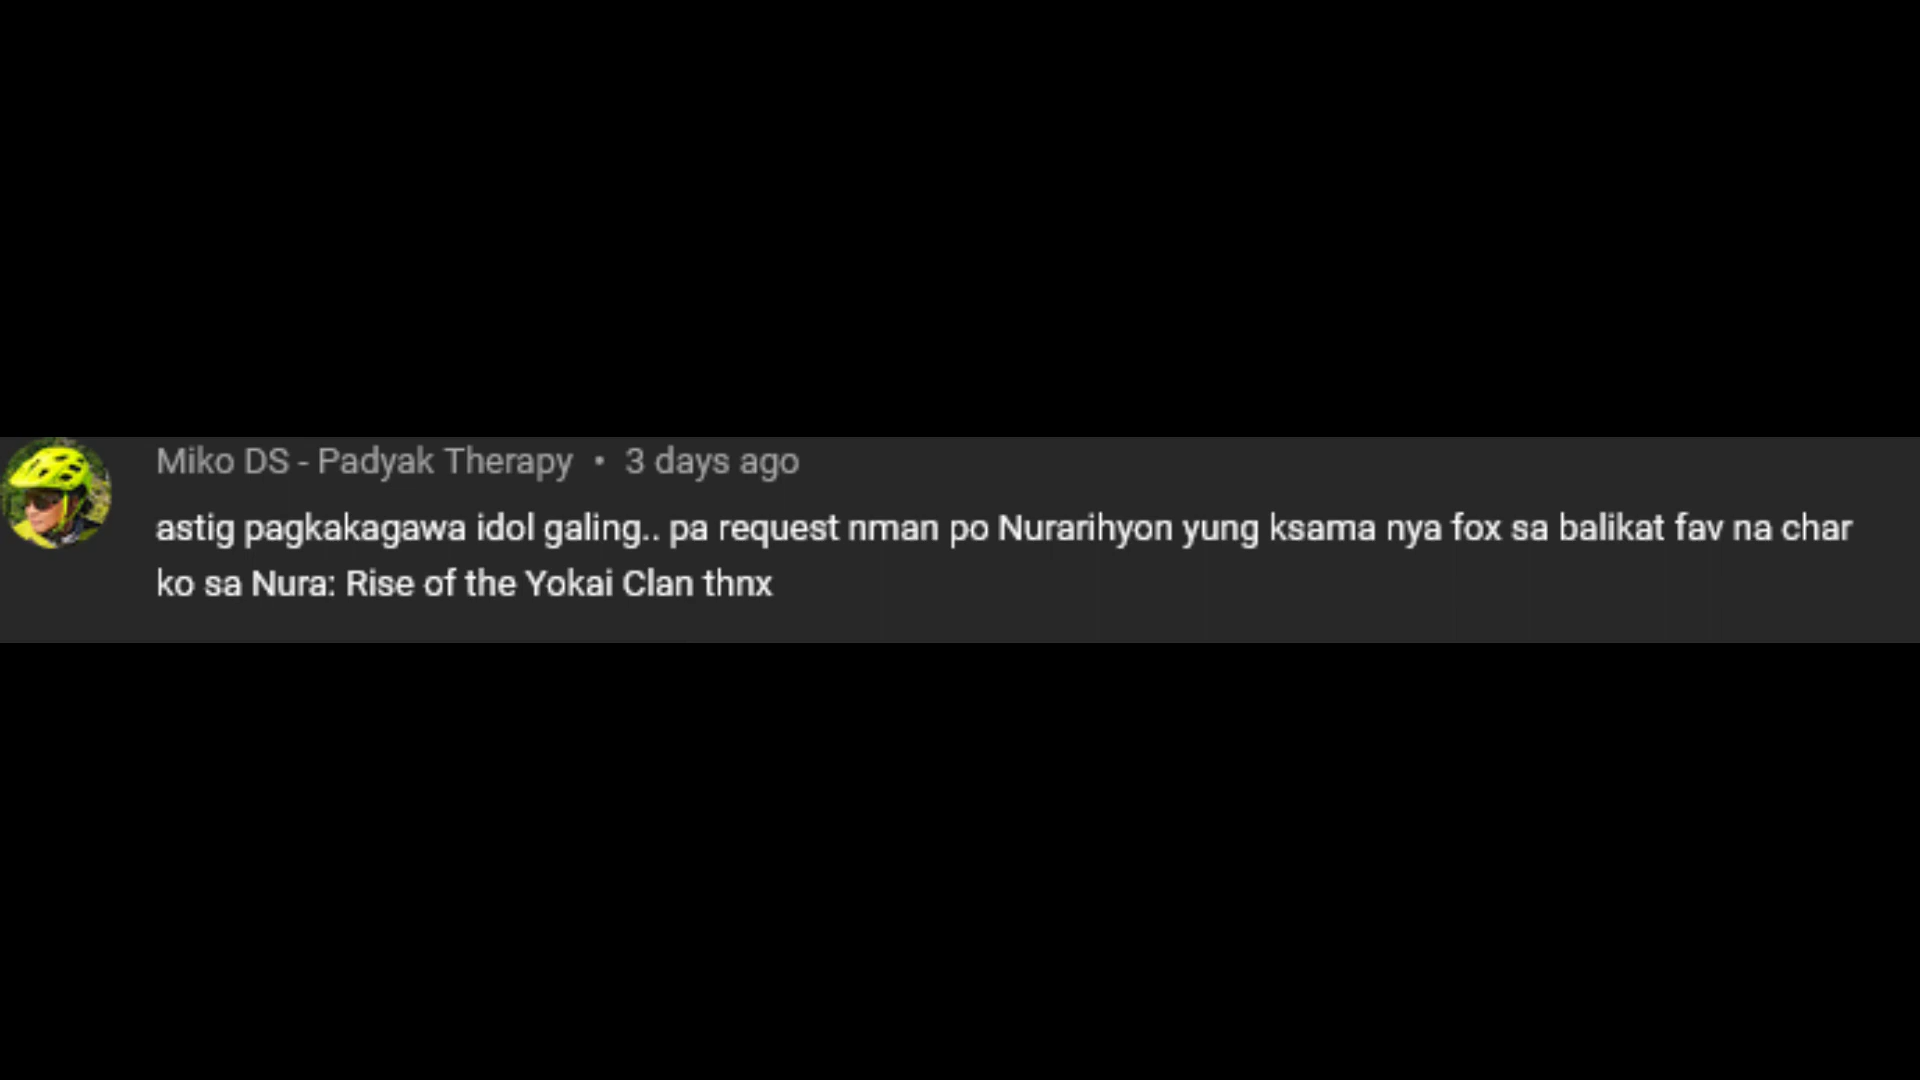 Miko DS - Padyak Therapy • 3 days ago
astig pagkakagawa idol galing.. pa request nman po Nurarihyon yung ksama nya fox sa balikat fav na char
ko sa Nura: Rise of the Yokai Clan thnx